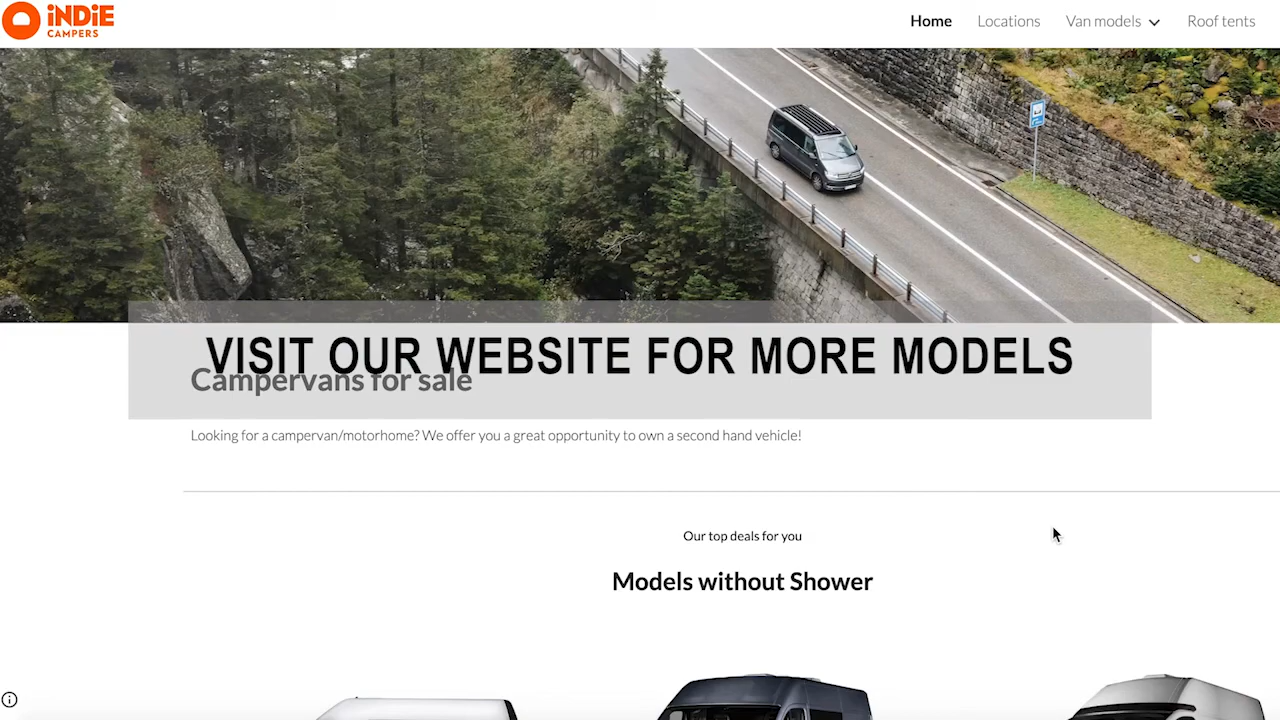 iNDiE
CAMPERS
Home
Locations
Van models
Roof tents
VISIT OUR WEBSITE FOR MORE MODELS
Campervans for sale
Looking for a campervan/motorhome? We offer you a great opportunity to own a second hand vehicle!
Our top deals for you
Models without Shower